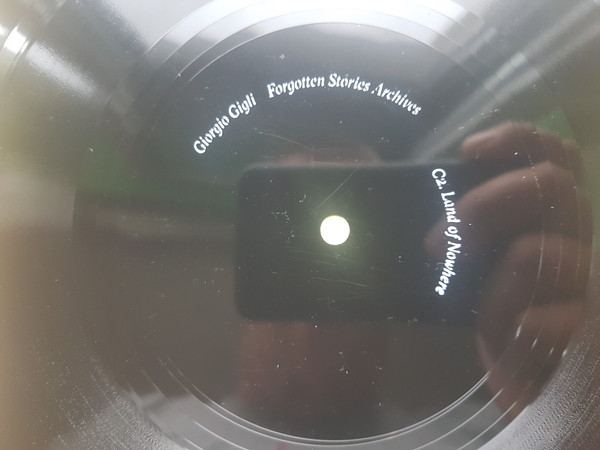 Giorgio Gigli Forgotten Stories Archives
C2. Land of Nowhere